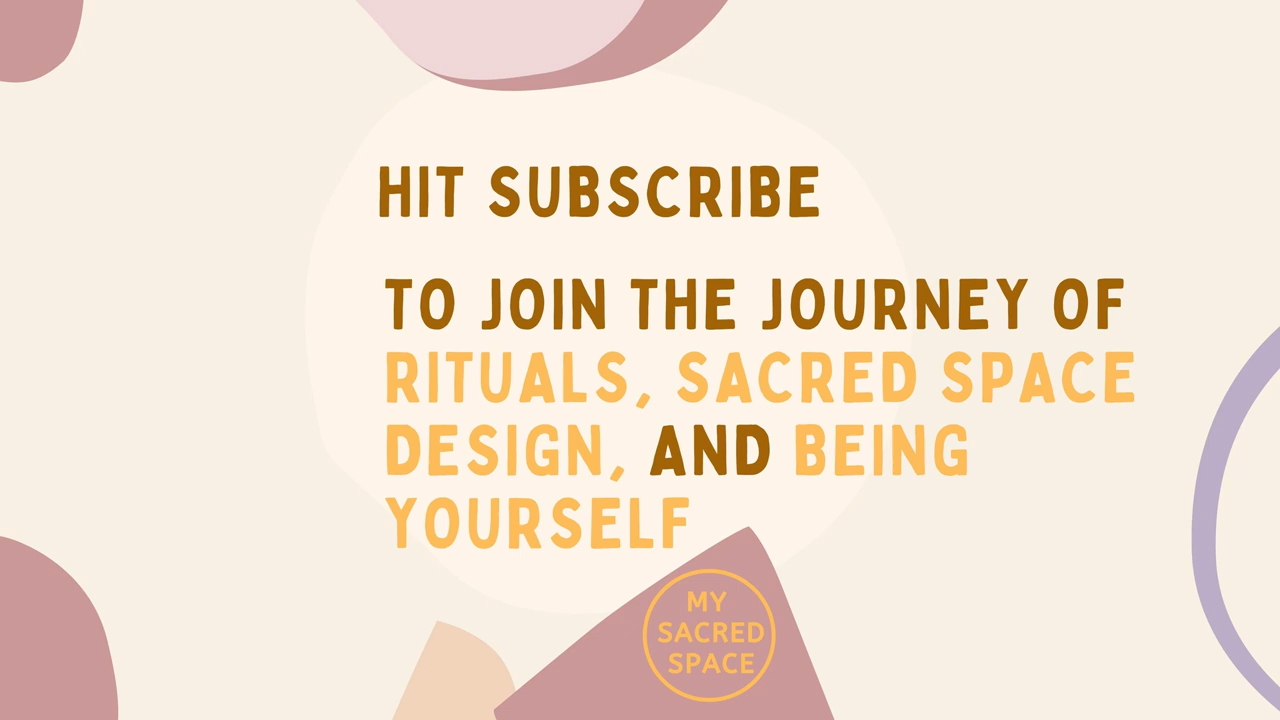 HIT SUBSCRIBE
TO JOIN THE JOURNEY OF
RITUALS, SACRED SPACE
DESIGN, AND BEING
YOURSELF
MY
SACRED
SPACE